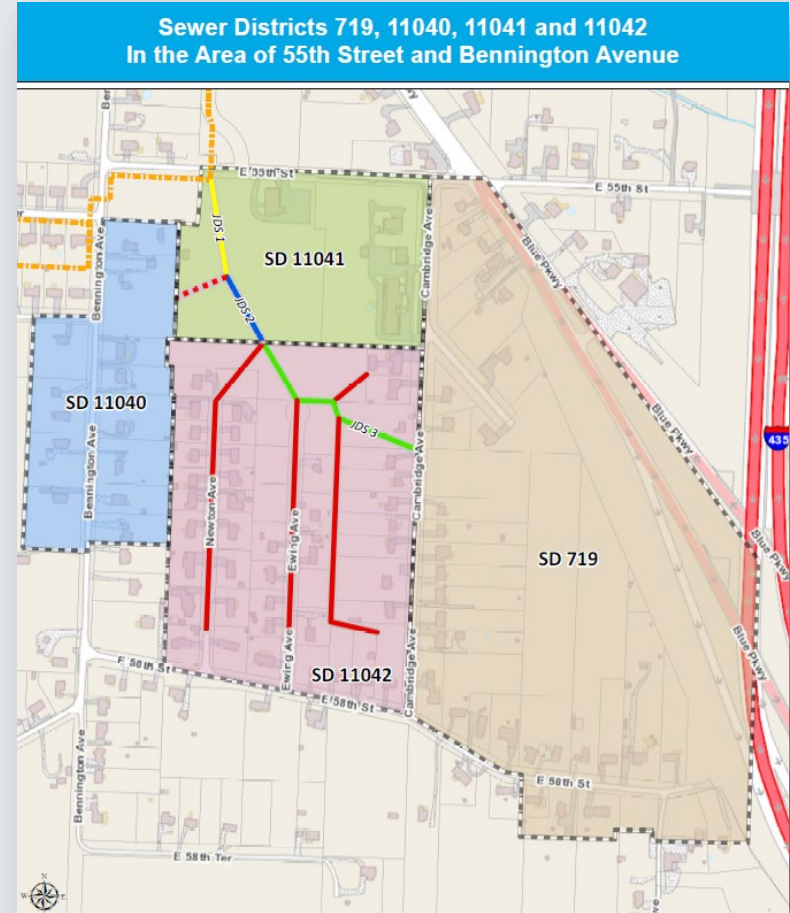 Sewer Districts 719, 11040, 11041 and 11042
In the Area of 55th Street and Bennington Avenue
E 55th St
E 55th St
JDS 1
SD 11041
Cambridge Ave
Blue Pkwy
Bennington Ave
JDS 2
SD 11040
JDS 3
Blue Pkwy
435
Bennington Ave
Newton Ave
Ewing Ave
Cambridge Ave
SD 719
Blue Pkwy
Blue Pkwy
E 58th St
Ewing Ave
SD 11042
Cambridge Ave
E 58th St
Bennington Ave
E 58th St
E 58th Ter
N
W
E